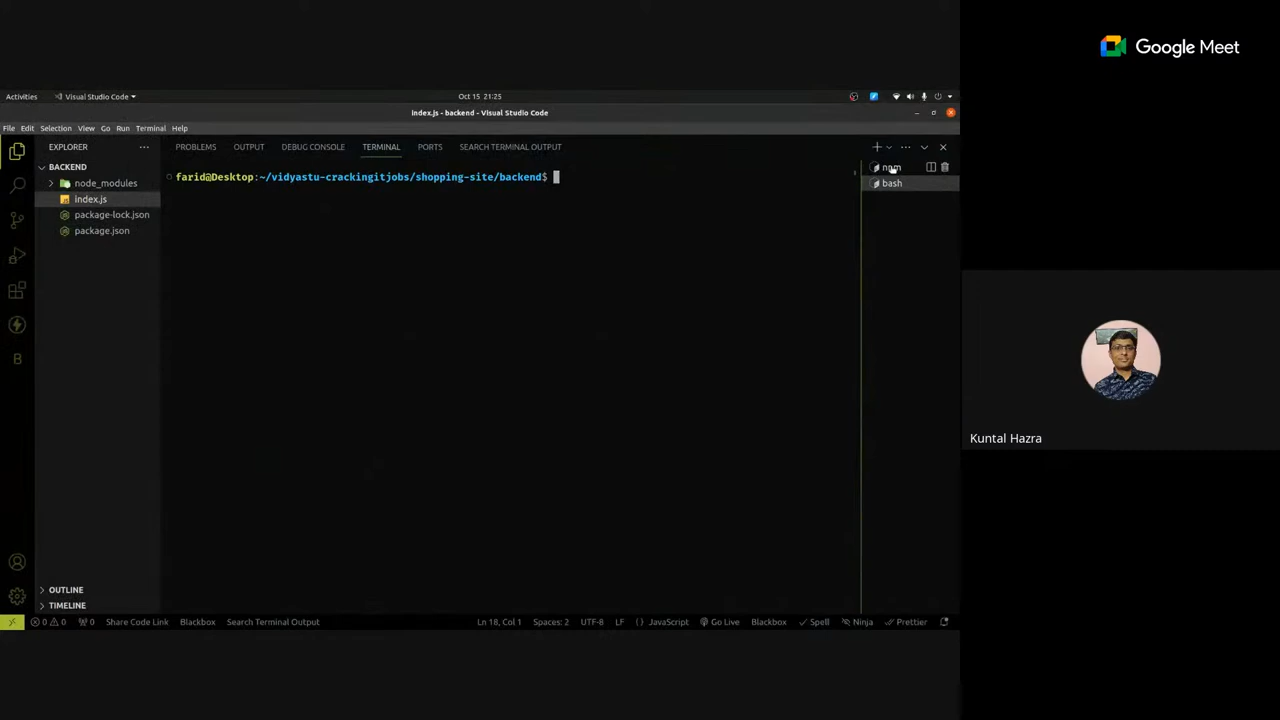 Google Meet
Activities
Visual Studio Code
Oct 15 21:25
index.js - backend - Visual Studio Code
File Edit Selection View Go Run Terminal Help
EXPLORER
PROBLEMS OUTPUT DEBUG CONSOLE TERMINAL PORTS SEARCH TERMINAL OUTPUT
BACKEND
node_modules
index.js
package-lock.json
package.json
farid@Desktop:~/vidyastu-crackingitjobs/shopping-site/backend$
npm
bash
B
Kuntal Hazra
OUTLINE
TIMELINE
0 0 0 Share Code Link Blackbox Search Terminal Output Ln 18, Col 1 Spaces: 2 UTF-8 LF { } JavaScript Go Live Blackbox Spell Ninja Prettier